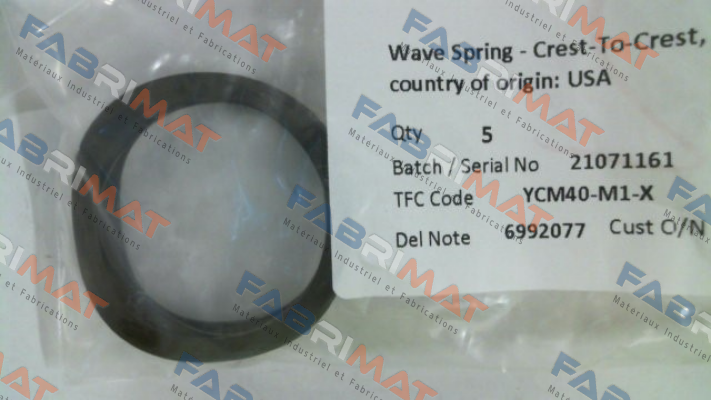 Wave Spring - Crest-To-Crest,
country of origin: USA
Qty 5
Batch / Serial No 21071161
TFC Code YCM40-M1-X
Del Note 6992077 Cust O/N
FABRIMAT
Materiaux Industriel et Fabrications